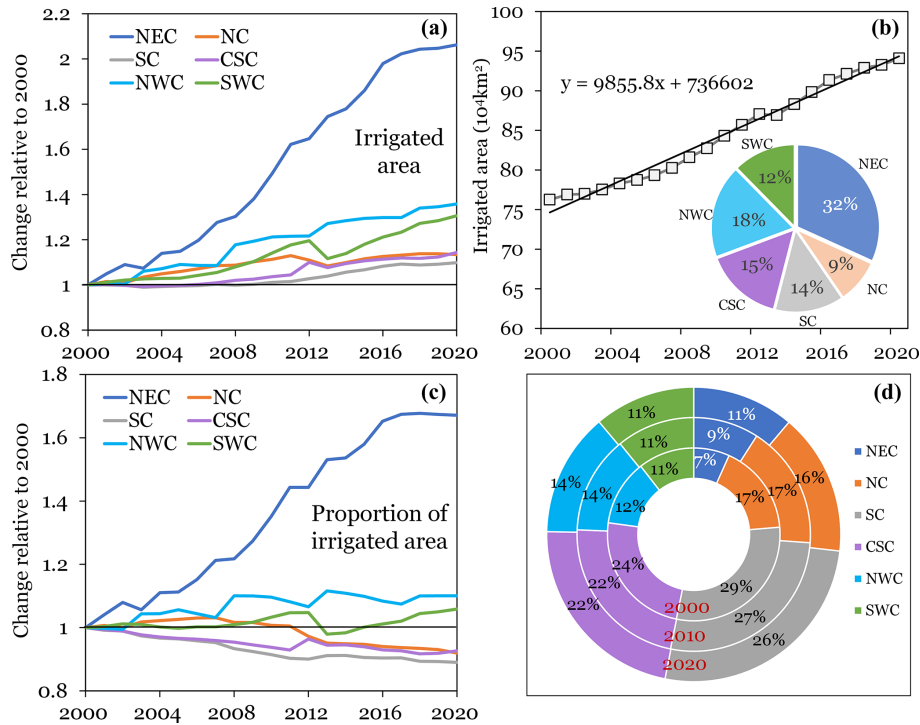 (a)
2.2
2
1.8
1.6
1.4
1.2
1
0.8
Change relative to 2000
NEC NC
SC CSC
NWC SWC
Irrigated
area
2000 2004 2008 2012 2016 2020
(b)
100
95
90
85
80
75
70
65
60
Irrigated area (10⁴km²)
y = 9855.8x + 736602
SWC
12%
NEC
32%
NWC
18%
9%
NC
15%
CSC
14%
SC
2000 2004 2008 2012 2016 2020
(c)
1.8
1.6
1.4
1.2
1
0.8
Change relative to 2000
NEC NC
SC CSC
NWC SWC
Proportion of
irrigated area
2000 2004 2008 2012 2016 2020
(d)
11% 11%
11% 9%
11% 7%
14% 14% 12% 17% 17% 16%
24% 29%
22% 27%
22% 26%
2000
2010
2020
NEC
NC
SC
CSC
NWC
SWC